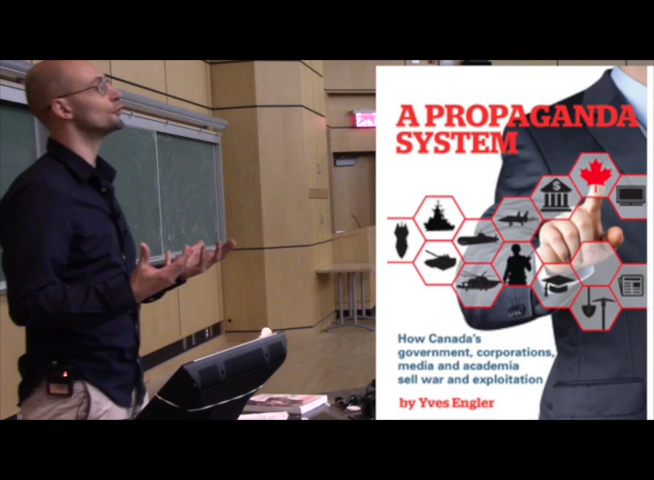 A PROPAGANDA
SYSTEM
$
How Canada's
government, corporations,
media and academia
sell war and exploitation
by Yves Engler